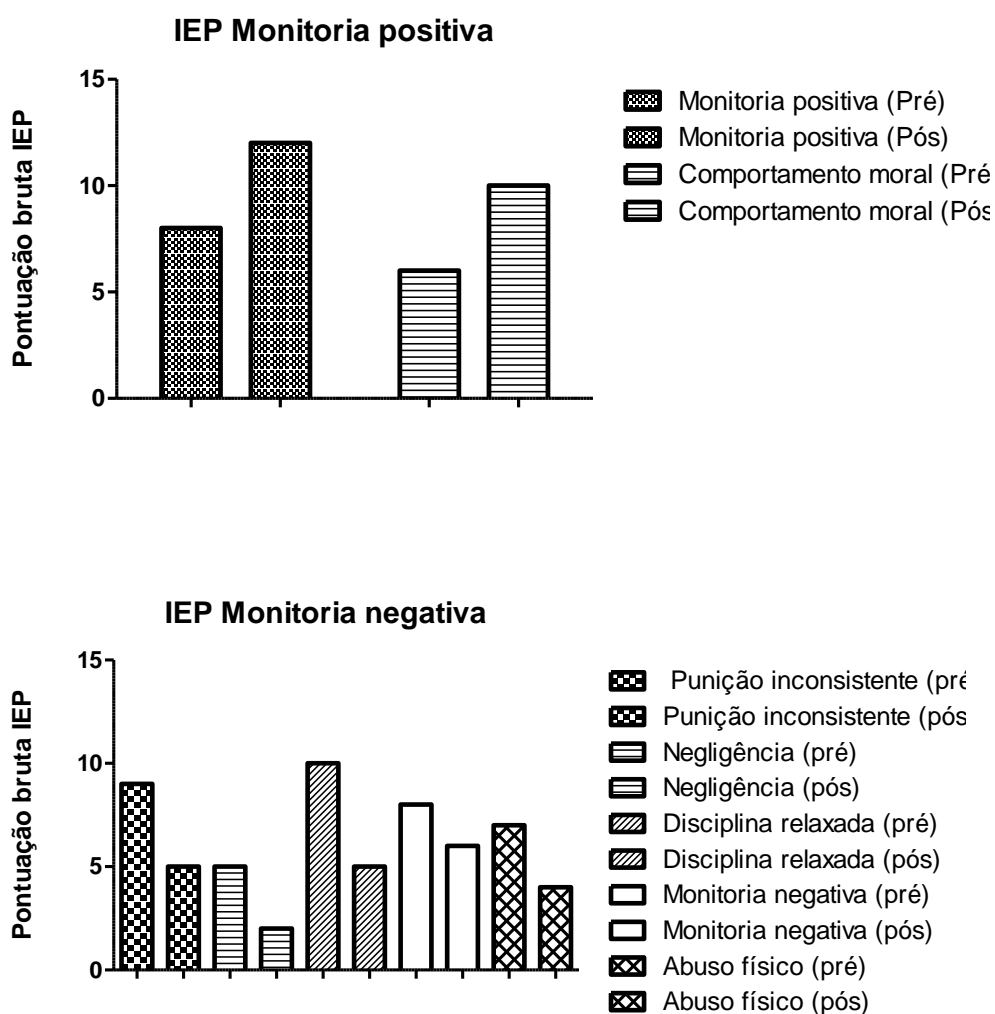 IEP Monitoria positiva
15
10
5
0
Pontuação bruta IEP
Monitoria positiva (Pré)
Monitoria positiva (Pós)
Comportamento moral (Pré
Comportamento moral (Pós
IEP Monitoria negativa
15
10
5
0
Pontuação bruta IEP
Punição inconsistente (pré
Punição inconsistente (pós
Negligência (pré)
Negligência (pós)
Disciplina relaxada (pré)
Disciplina relaxada (pós)
Monitoria negativa (pré)
Monitoria negativa (pós)
Abuso físico (pré)
Abuso físico (pós)